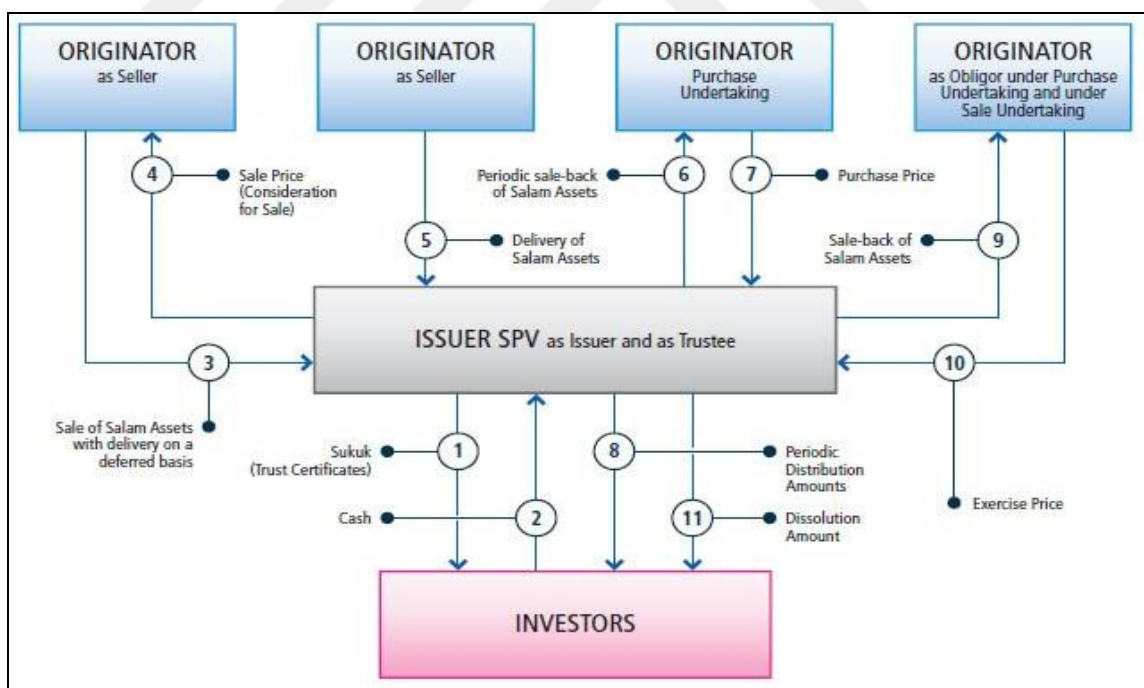 ORIGINATOR
as Seller
ORIGINATOR
as Seller
ORIGINATOR
Purchase
Undertaking
ORIGINATOR
as Obligor under Purchase
Undertaking and under
Sale Undertaking
4
Sale Price
(Consideration
for Sale)
5
Delivery of
Salam Assets
Periodic sale-back
of Salam Assets
6
7
Purchase Price
Sale-back of
Salam Assets
9
ISSUER SPV as Issuer and as Trustee
3
Sale of Salam Assets
with delivery on a
deferred basis
10
Exercise Price
Sukuk
(Trust Certificates)
1
Cash
2
8
Periodic
Distribution
Amounts
11
Dissolution
Amount
INVESTORS